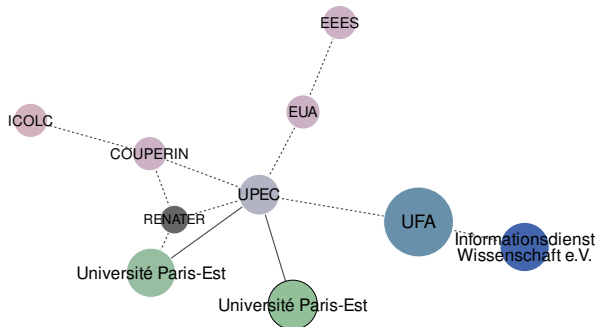 EEES
EUA
ICOLC
COUPERIN
UPEC
RENATER
UFA
Informationsdienst
Wissenschaft e.V.
Université Paris-Est
Université Paris-Est